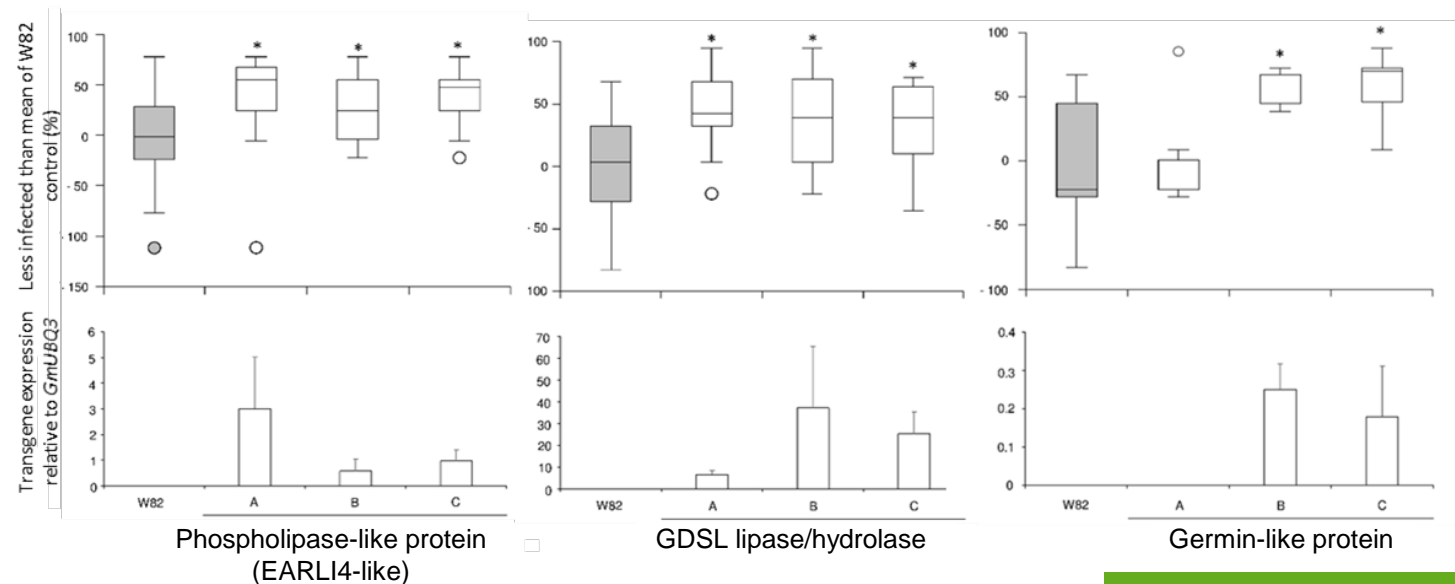 Less infected than mean of W82
control (%)
100
50
0
- 50
- 100
- 150
* * *
100
50
0
- 50
100
* * *
100
50
0
- 50
- 100
* *
Transgene expression
relative to GmUBQ3
6
5
4
3
2
1
0
W82 A B C
70
60
50
40
30
20
10
0
W82 A B C
0.4
0.3
0.2
0.1
0
W82 A B C
Phospholipase-like protein
(EARLI4-like)
GDSL lipase/hydrolase
Germin-like protein